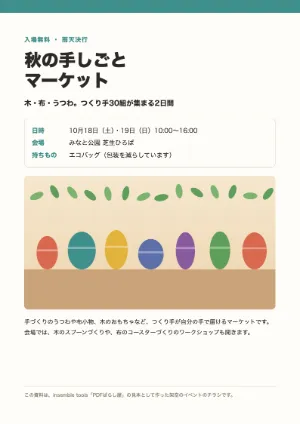 入場無料 ・ 雨天決行
秋の手しごと
マーケット
木・布・うつわ。つくり手30組が集まる2日間
日時 10月18日（土）・19日（日）10:00〜16:00
会場 みなと公園 芝生ひろば
持ちもの エコバッグ（包装を減らしています）
手づくりのうつわや布小物、木のおもちゃなど、つくり手が自分の手で届けるマーケットです。
会場では、木のスプーンづくりや、布のコースターづくりのワークショップも開きます。
この資料は、insemble tools「PDFばらし屋」の見本として作った架空のイベントのチラシです。